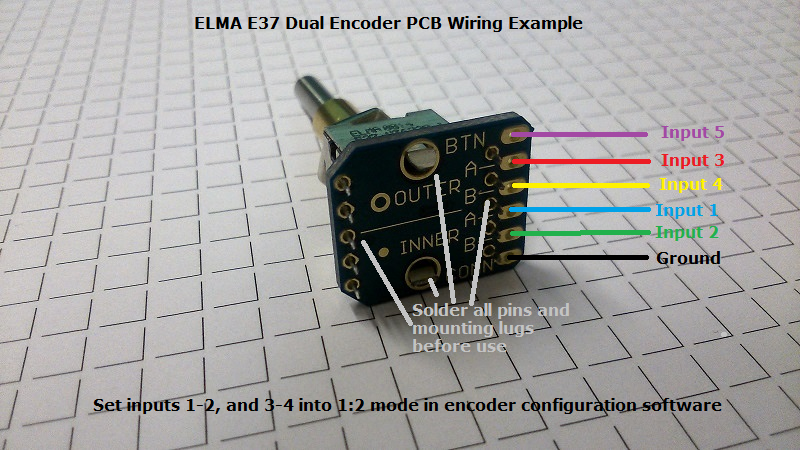 ELMA E37 Dual Encoder PCB Wiring Example
BTN
Input 5
A
Input 3
OUTER
B
Input 4
A
Input 1
INNER
B
Input 2
Ground
Solder all pins and
mounting lugs
before use
Set inputs 1-2, and 3-4 into 1:2 mode in encoder configuration software